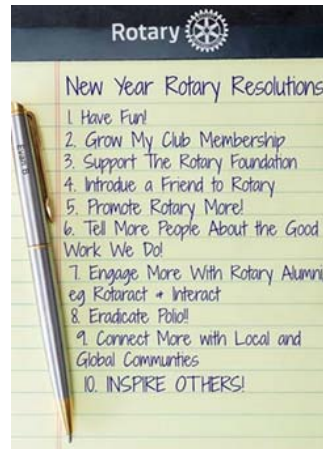 Rotary
New Year Rotary Resolutions
1. Have Fun!
2. Grow My Club Membership
3. Support The Rotary Foundation
4. Introdue a Friend to Rotary
5. Promote Rotary More!
6. Tell More People About the Good
Work We Do!
7. Engage More With Rotary Alumni
eg Rotaract + Interact
8. Eradicate Polio!!
9. Connect More with Local and
Global Communties
10. INSPIRE OTHERS!